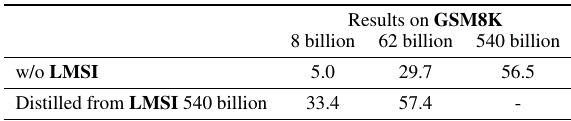 Results on GSM8K
8 billion 62 billion 540 billion
w/o LMSI 5.0 29.7 56.5
Distilled from LMSI 540 billion 33.4 57.4 -